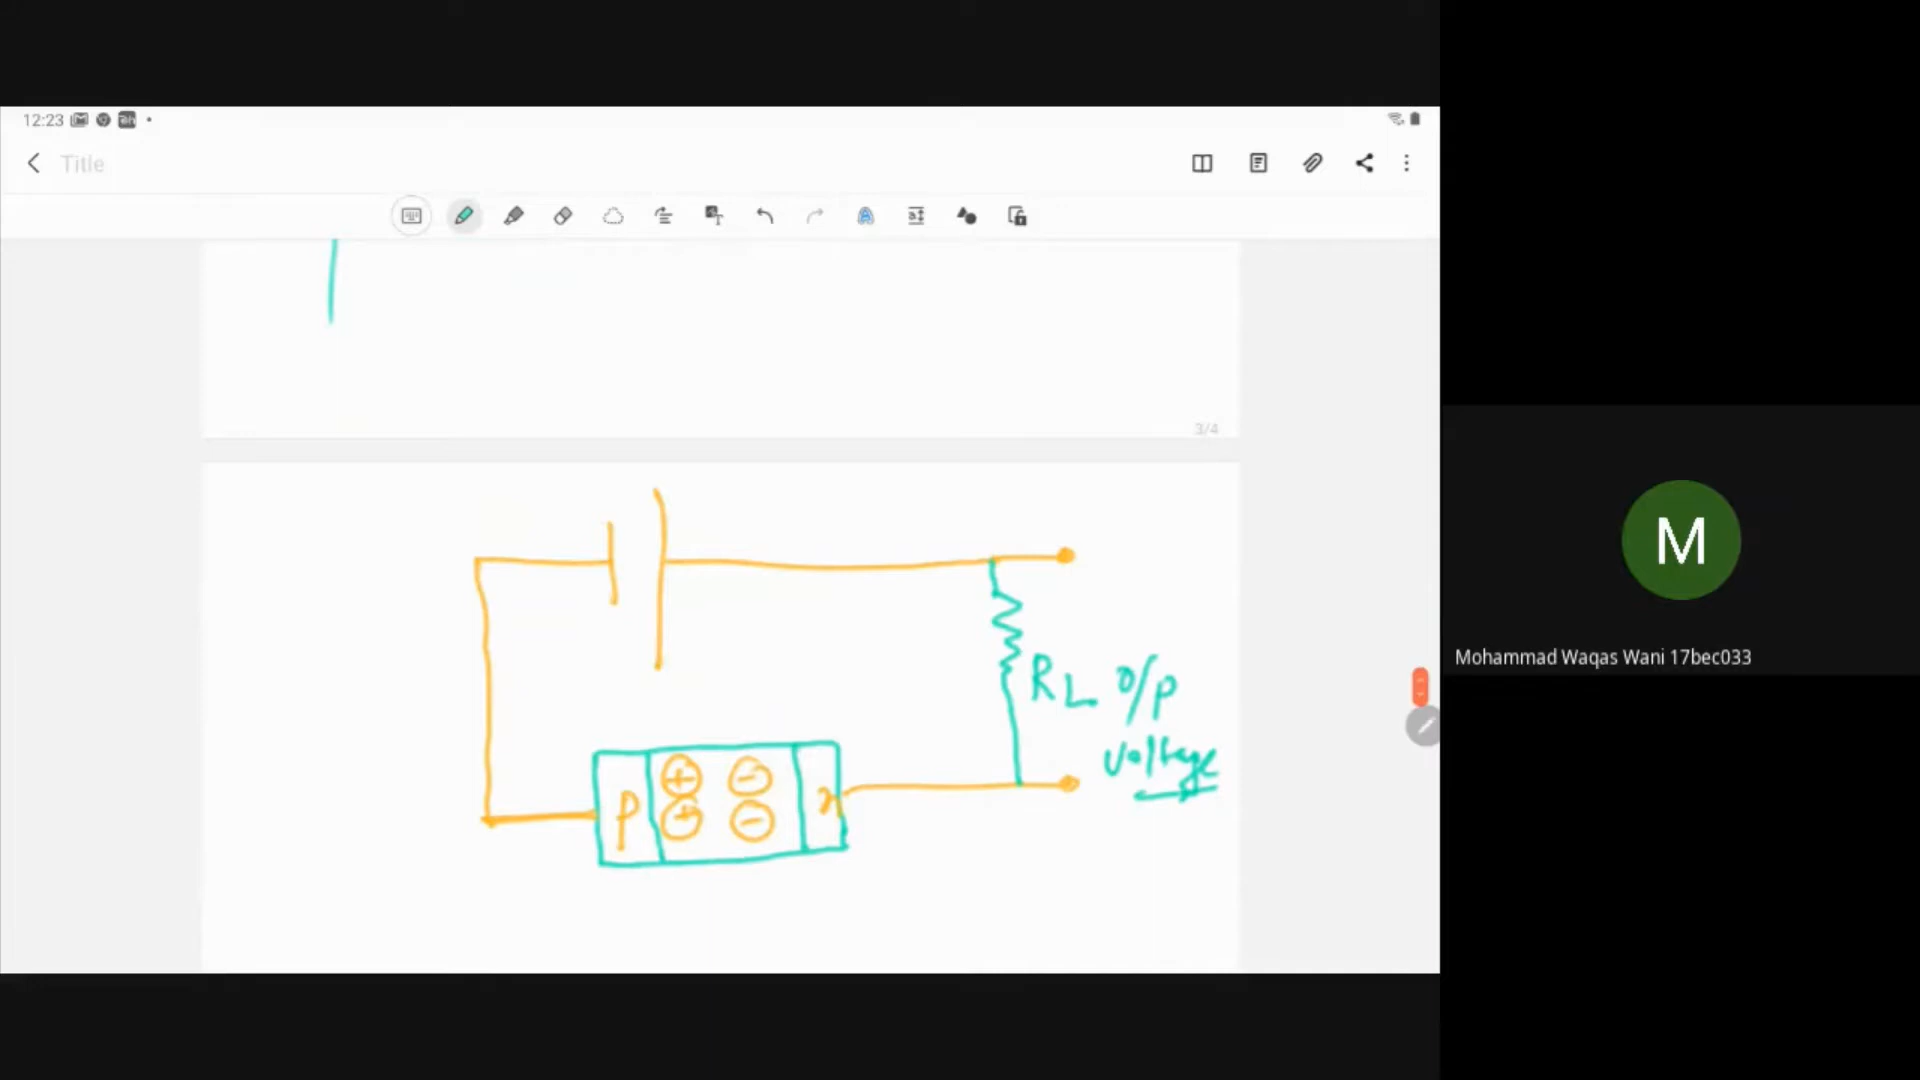 12:23
Title
3/4
RL O/P
voltage
p
+ -
+ -
n
M
Mohammad Waqas Wani 17bec033